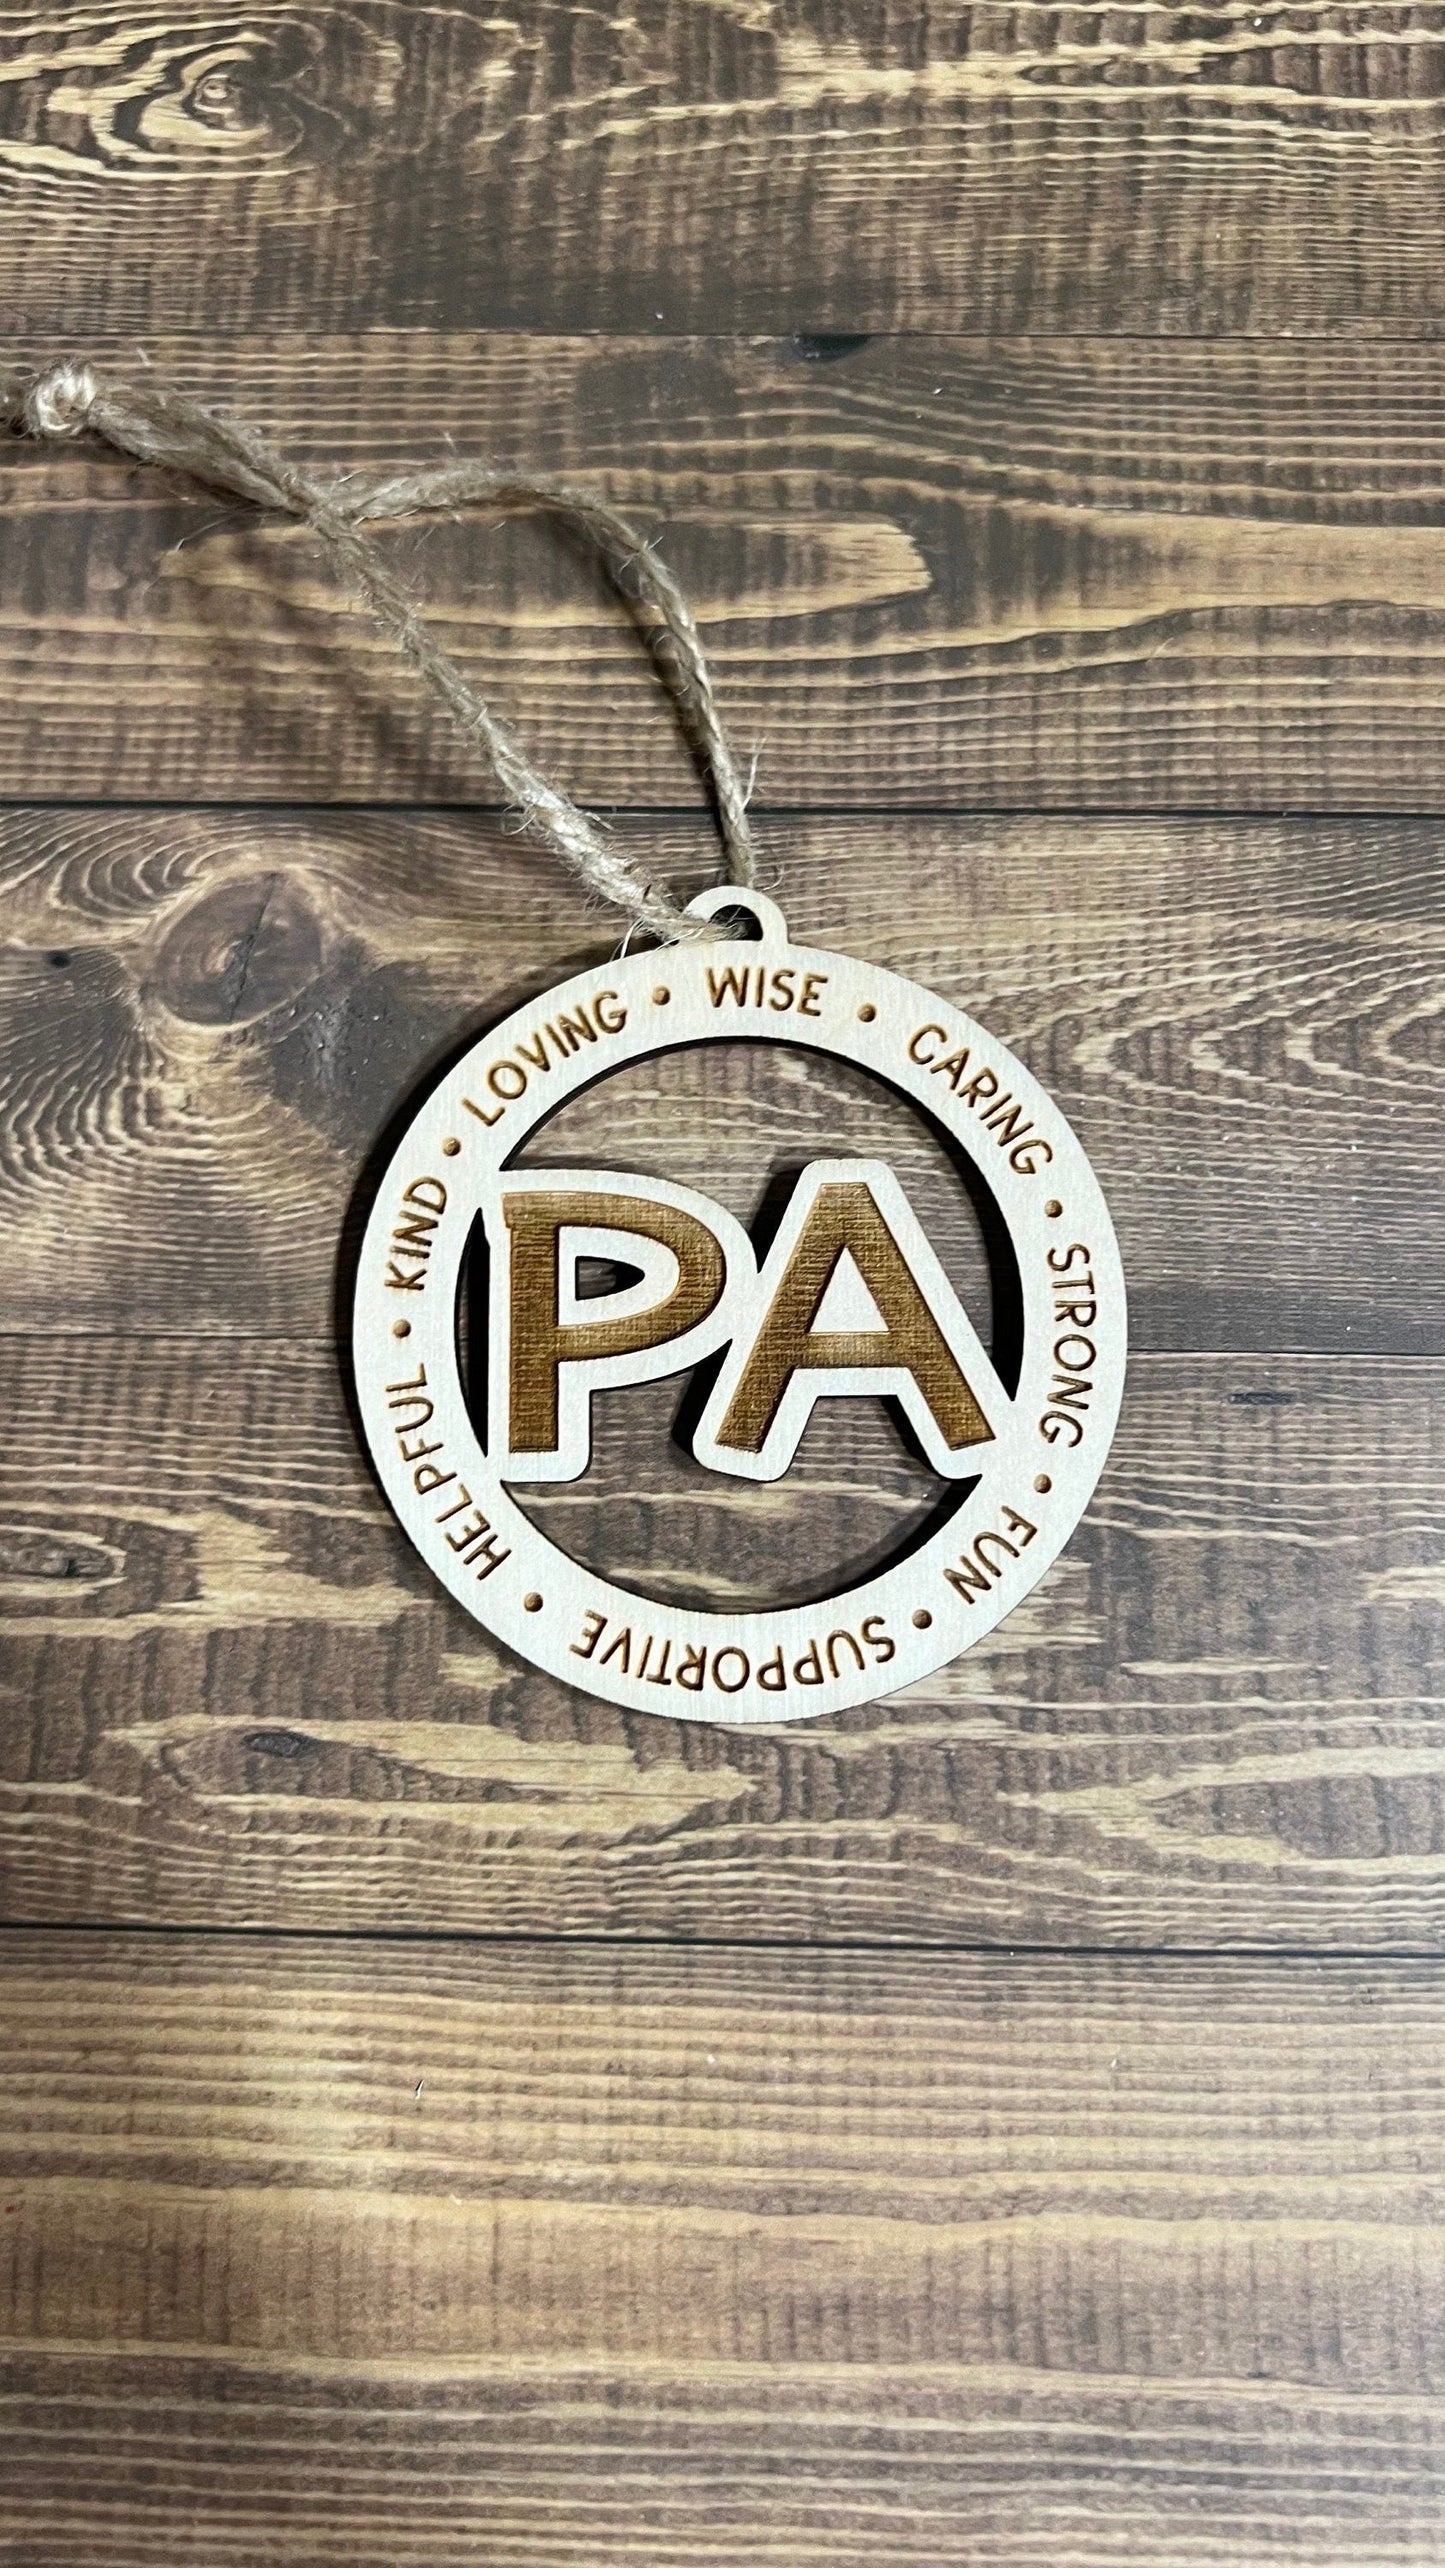 LOVING • WISE • CARING • STRONG • FUN • SUPPORTIVE • HELPFUL • KIND •
PA